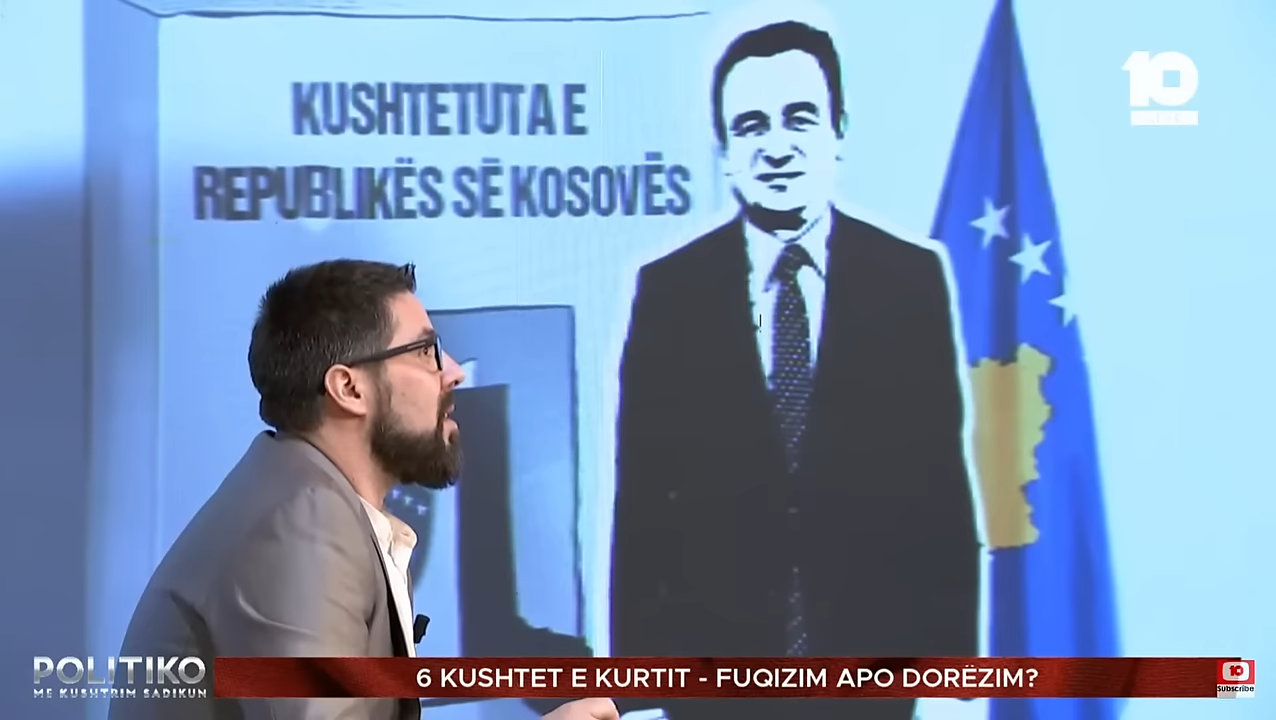 KUSHTETUTA E
REPUBLIKËS SË KOSOVËS
10
POLITIKO
ME KUSHTRIM SADIKUN
6 KUSHTET E KURTIT - FUQIZIM APO DORËZIM?
10
Subscribe